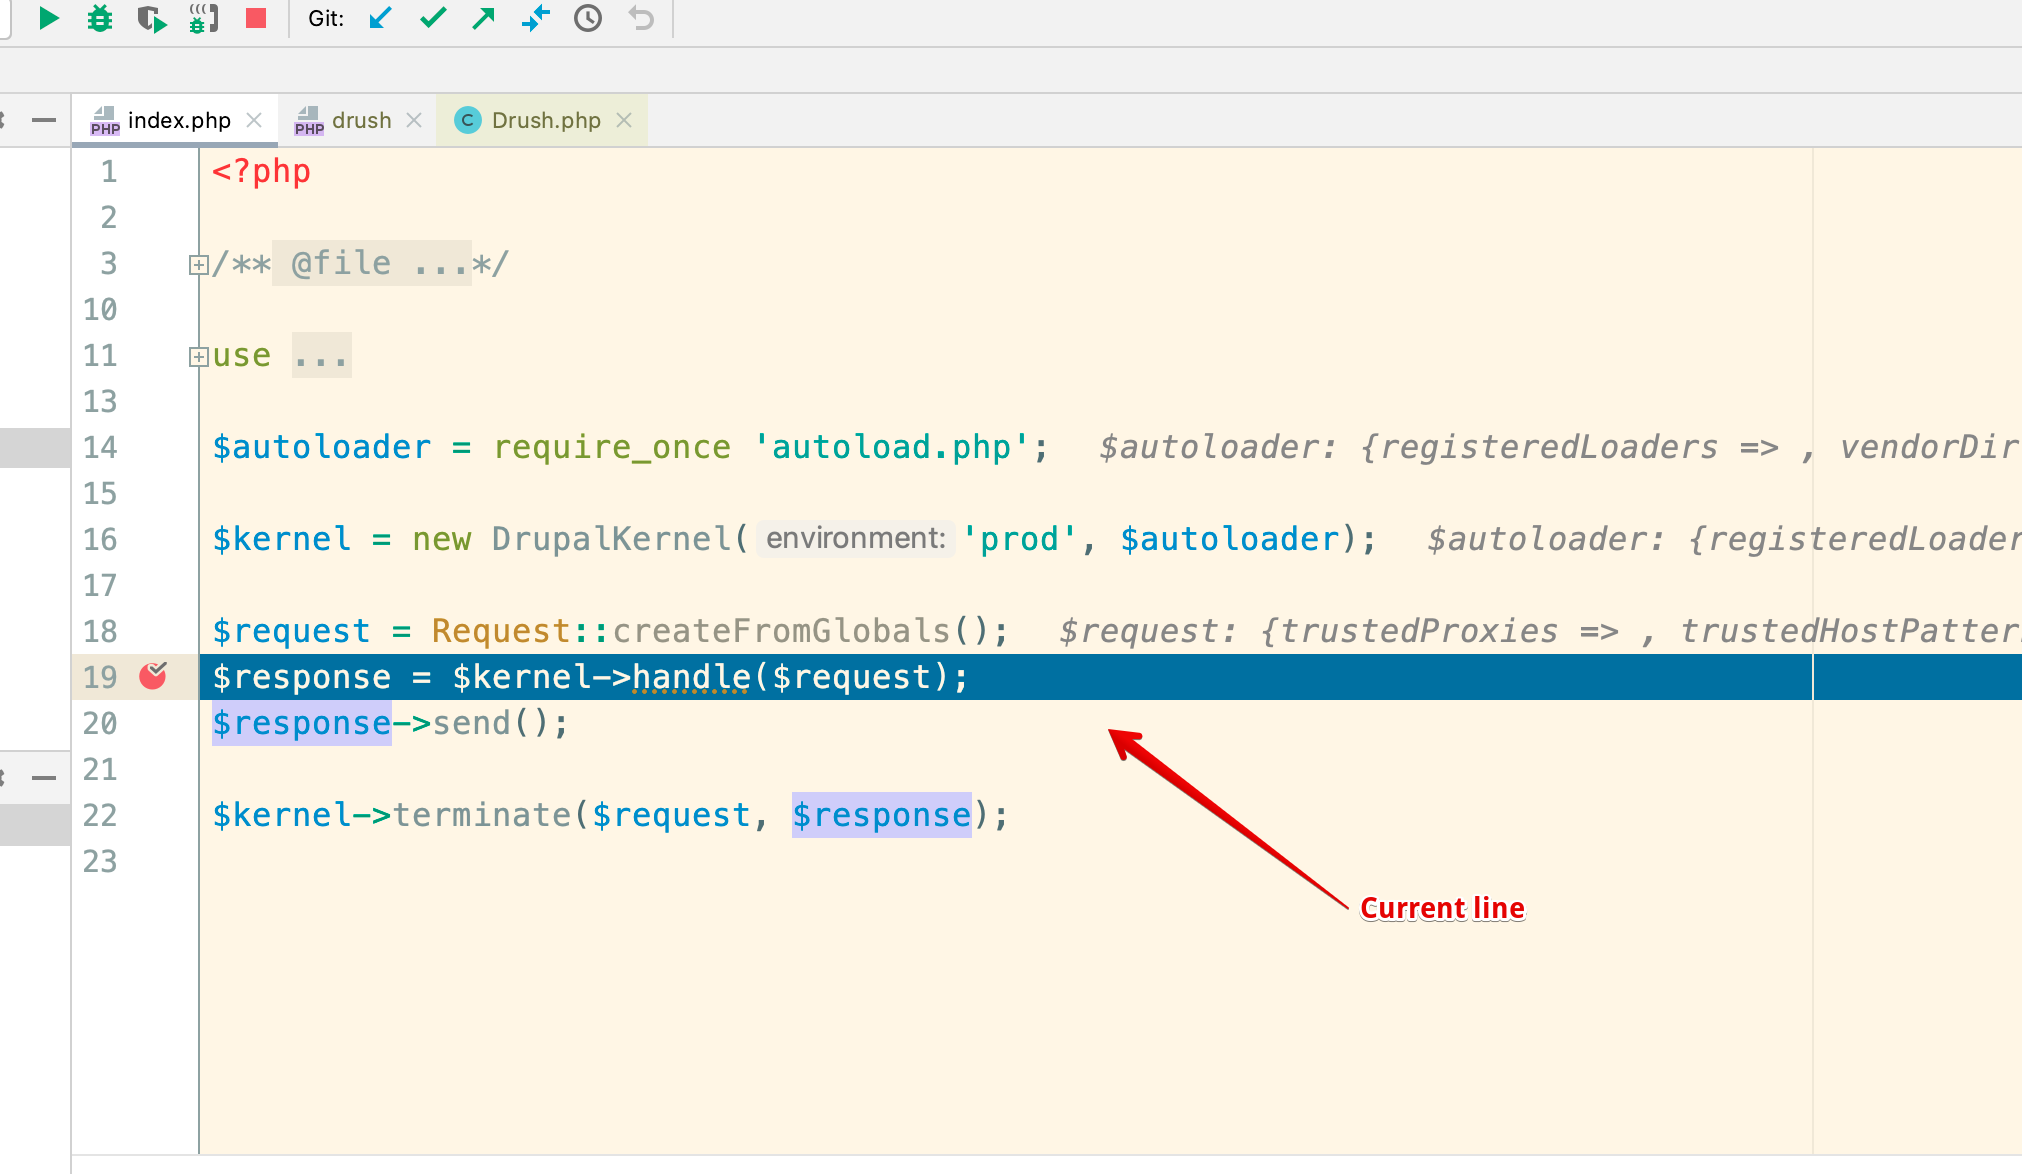 Git:
index.php drush Drush.php
1 <?php
2
3 /** @file ...*/
10
11 use ...
13
14 $autoloader = require_once 'autoload.php'; $autoloader: {registeredLoaders => , vendorDir
15
16 $kernel = new DrupalKernel( environment: 'prod', $autoloader); $autoloader: {registeredLoader
17
18 $request = Request::createFromGlobals(); $request: {trustedProxies => , trustedHostPatter
19 $response = $kernel->handle($request);
20 $response->send();
21
22 $kernel->terminate($request, $response);
23
Current line